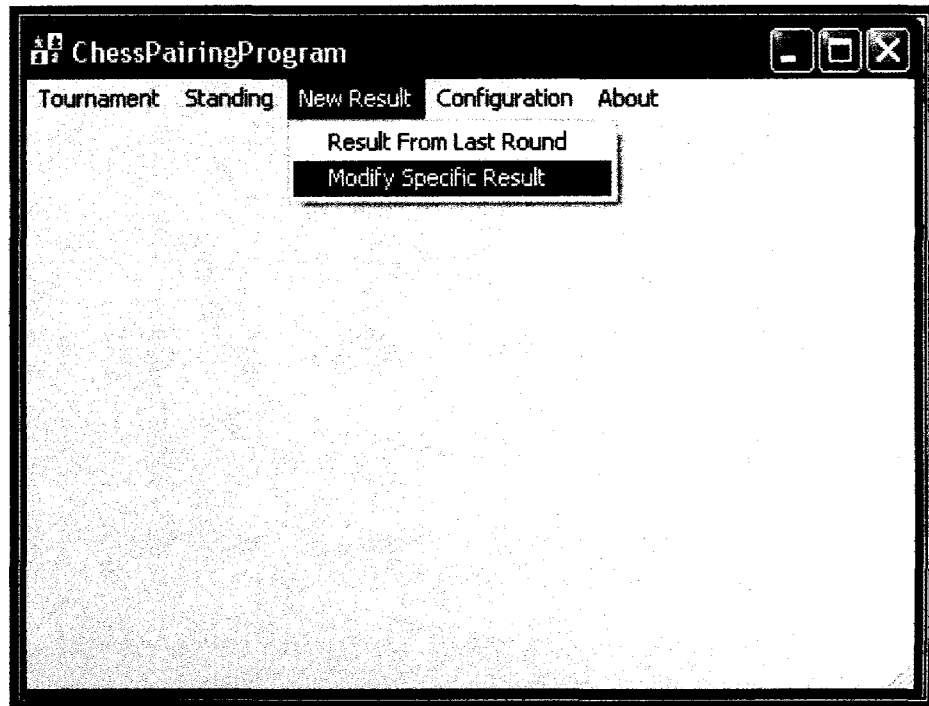 ChessPairingProgram
Tournament Standing New Result Configuration About
Result From Last Round
Modify Specific Result